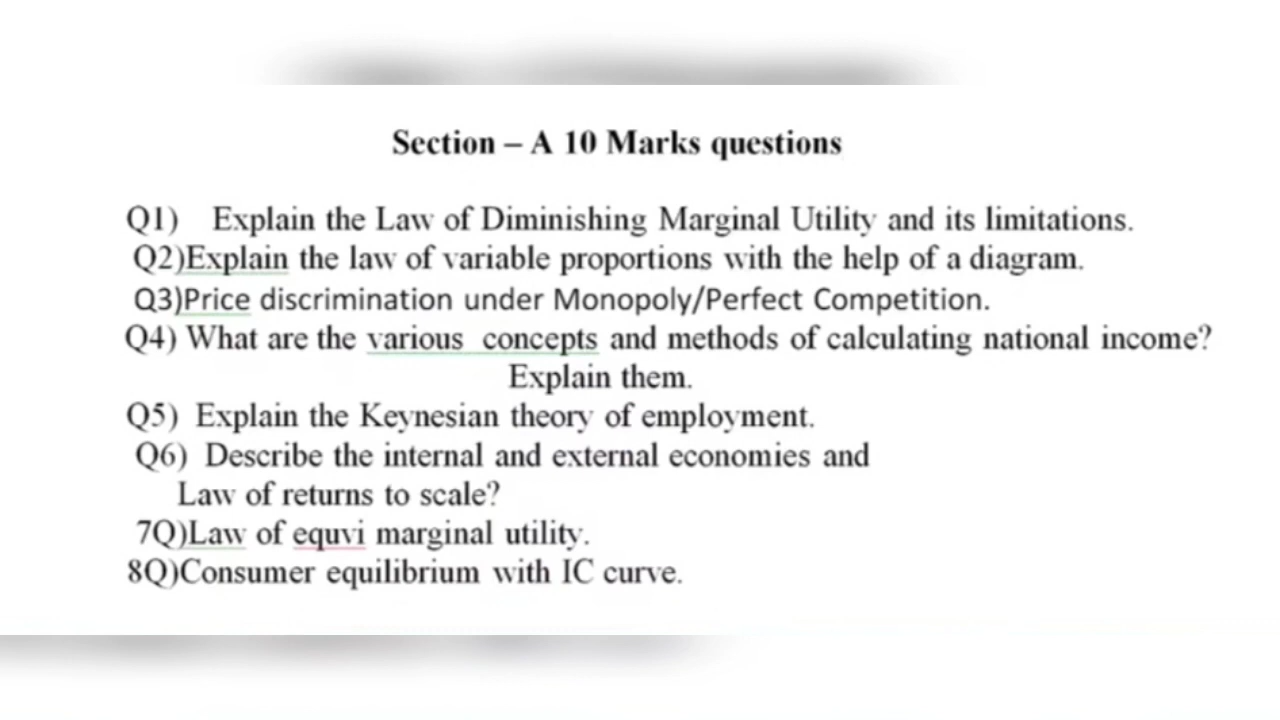 Section – A 10 Marks questions
Q1) Explain the Law of Diminishing Marginal Utility and its limitations.
Q2)Explain the law of variable proportions with the help of a diagram.
Q3)Price discrimination under Monopoly/Perfect Competition.
Q4) What are the various concepts and methods of calculating national income?
Explain them.
Q5) Explain the Keynesian theory of employment.
Q6) Describe the internal and external economies and
Law of returns to scale?
7Q)Law of equvi marginal utility.
8Q)Consumer equilibrium with IC curve.